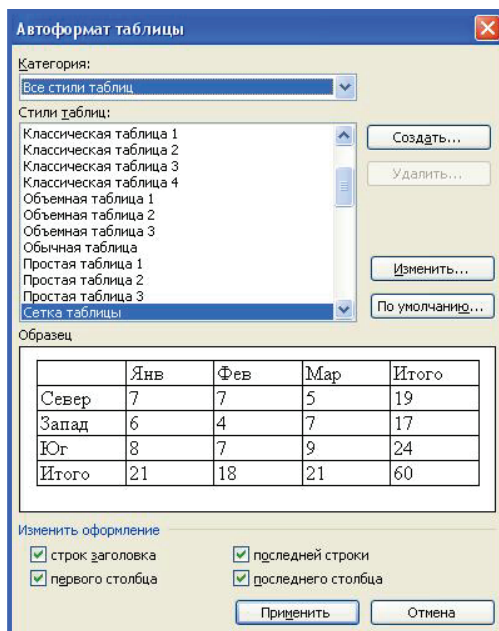 Автоформат таблицы
Категория:
Все стили таблиц
Стили таблиц:
Классическая таблица 1
Классическая таблица 2
Классическая таблица 3
Классическая таблица 4
Объемная таблица 1
Объемная таблица 2
Объемная таблица 3
Обычная таблица
Простая таблица 1
Простая таблица 2
Простая таблица 3
Сетка таблицы
Создать...
Удалить...
Изменить...
По умолчанию...
Образец
Янв Фев Мар Итого
Север 7 7 5 19
Запад 6 4 7 17
Юг 8 7 9 24
Итого 21 18 21 60
Изменить оформление
строк заголовка последней строки
первого столбца последнего столбца
Применить Отмена